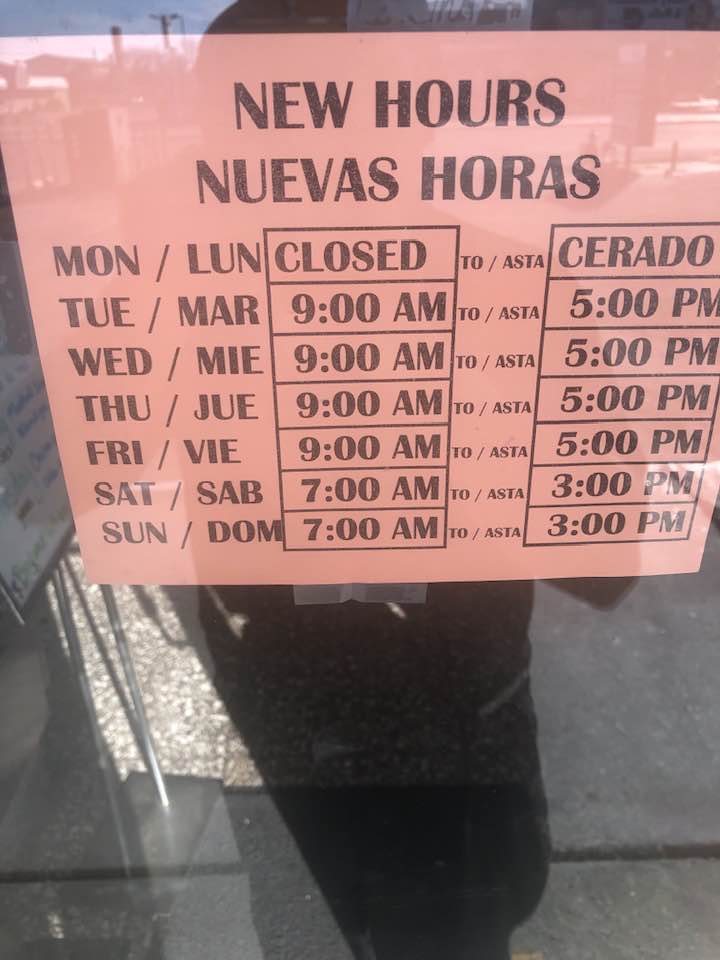 NEW HOURS
NUEVAS HORAS
MON / LUN CLOSED TO / ASTA CERADO
TUE / MAR 9:00 AM TO / ASTA 5:00 PM
WED / MIE 9:00 AM TO / ASTA 5:00 PM
THU / JUE 9:00 AM TO / ASTA 5:00 PM
FRI / VIE 9:00 AM TO / ASTA 5:00 PM
SAT / SAB 7:00 AM TO / ASTA 3:00 PM
SUN / DOM 7:00 AM TO / ASTA 3:00 PM